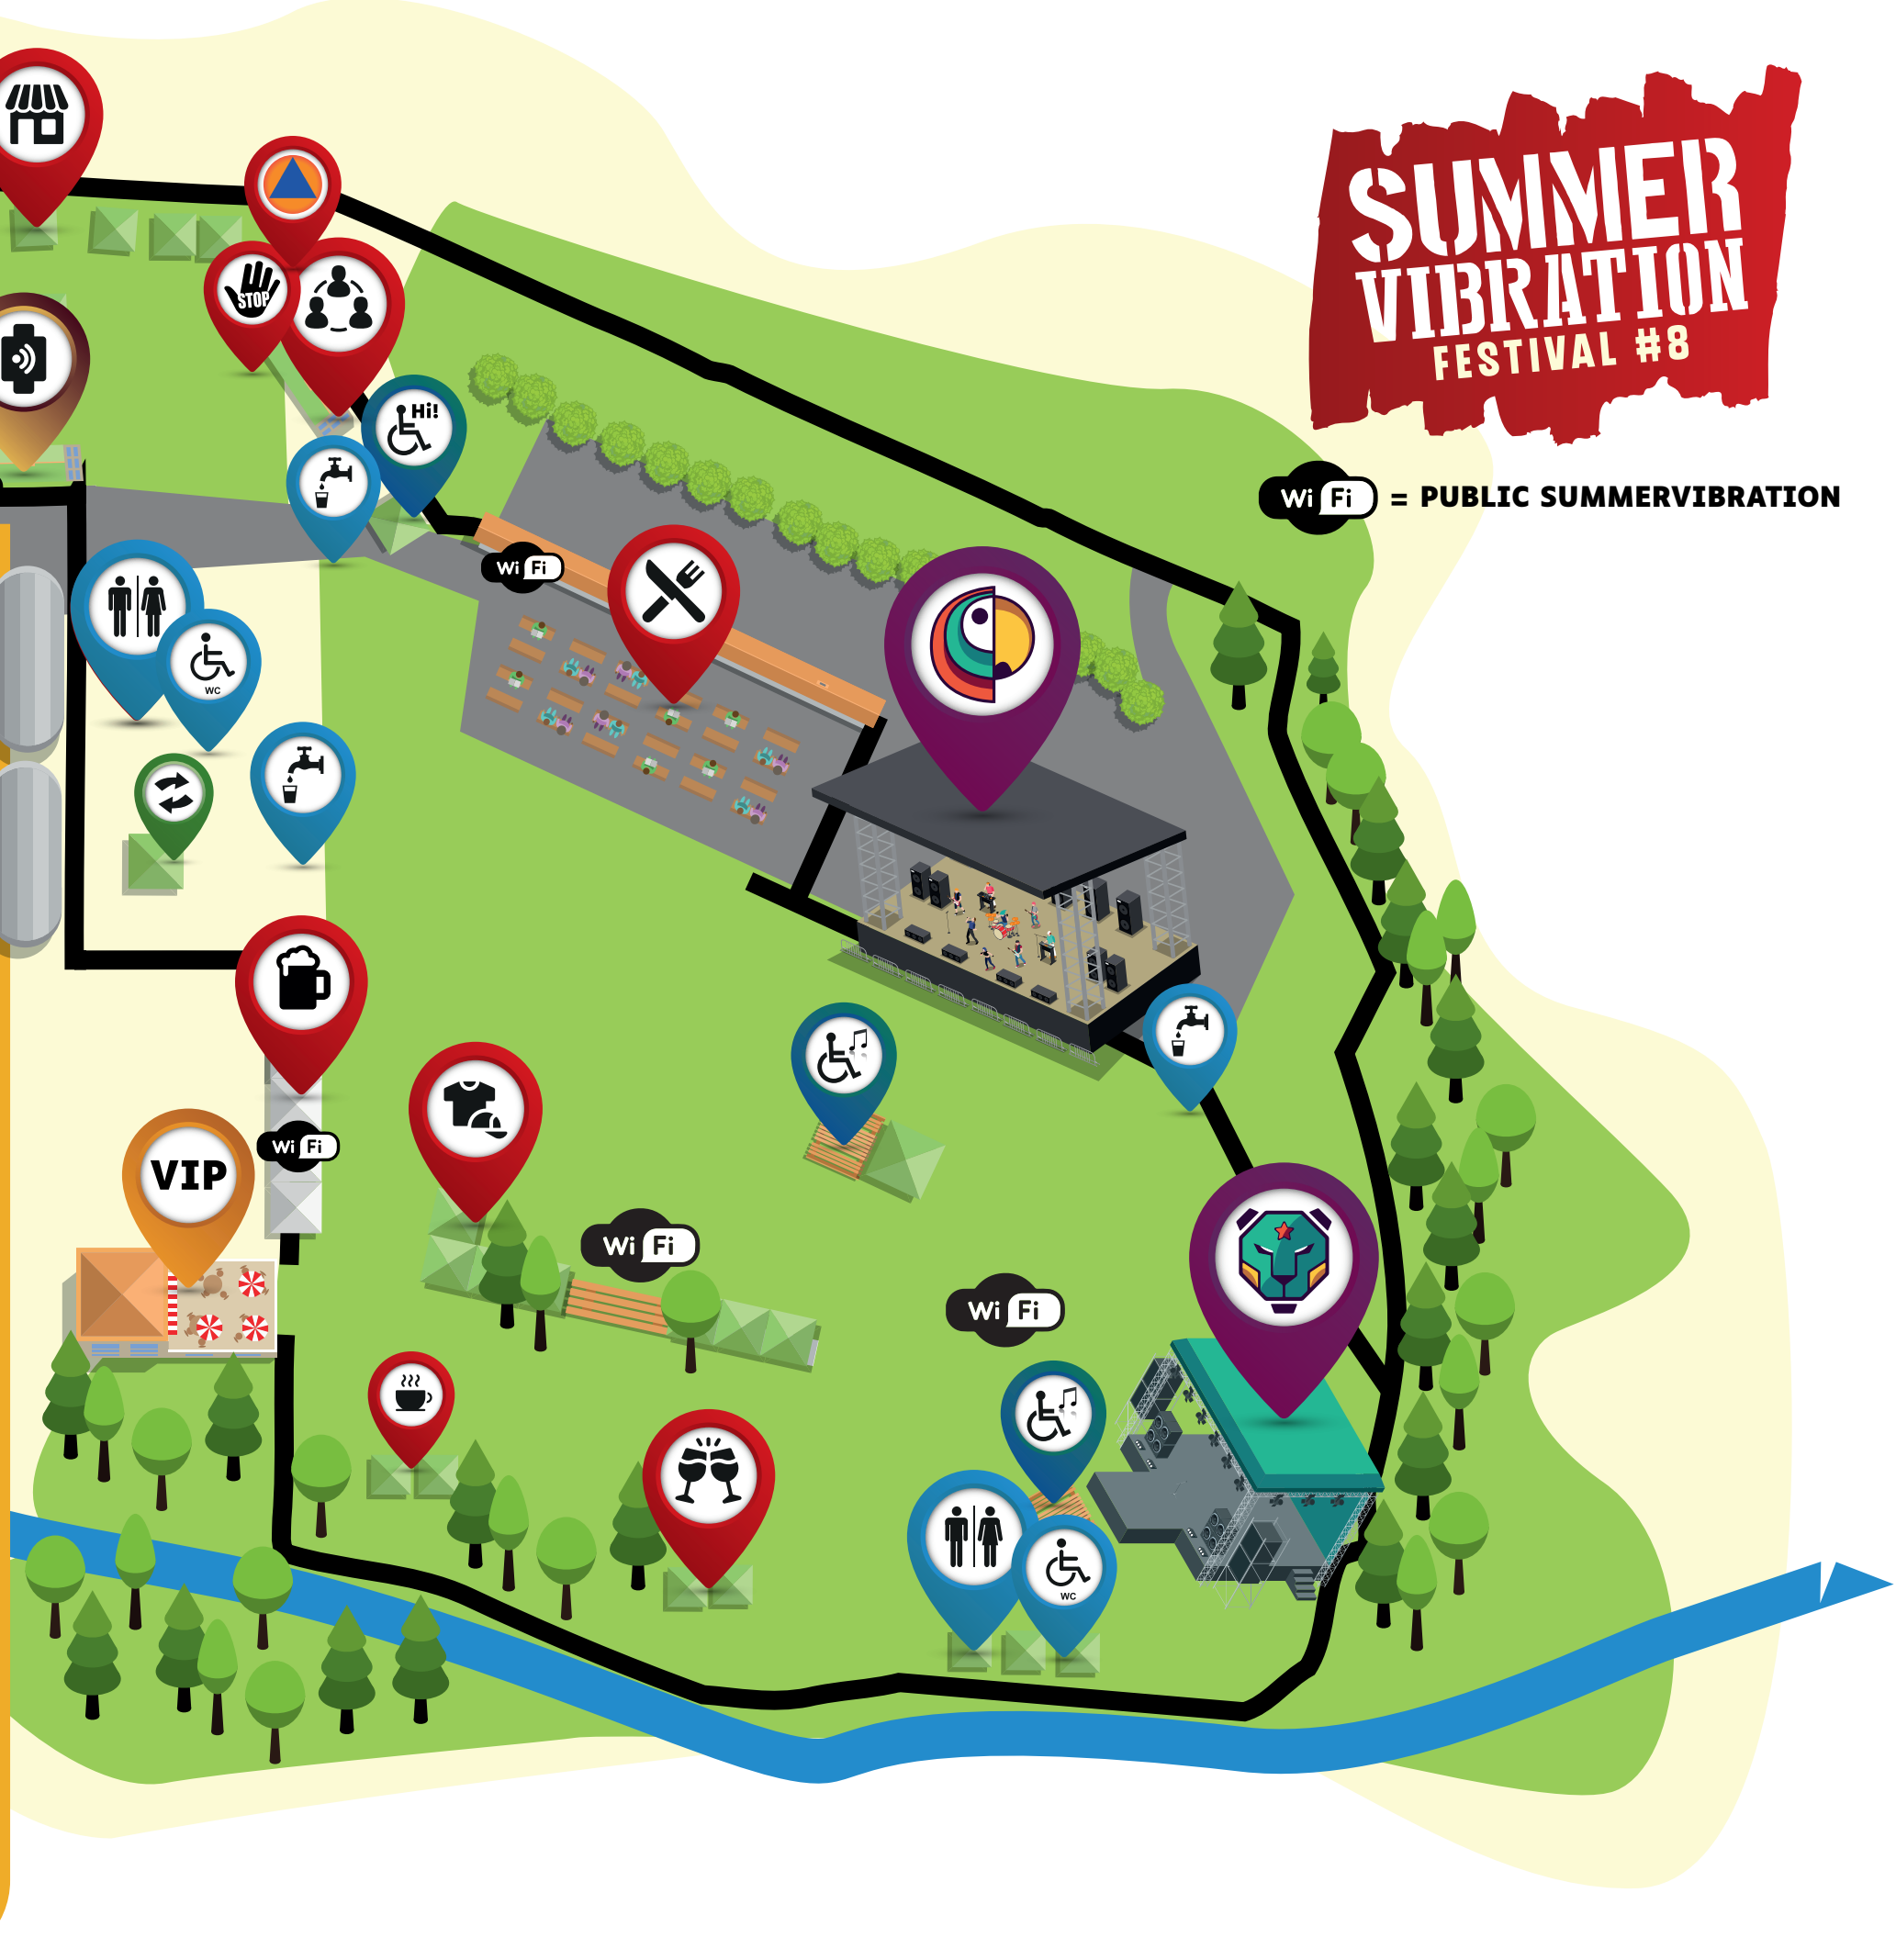 SUMMER
VIBRATION
FESTIVAL #8
Wi Fi = PUBLIC SUMMERVIBRATION
STOP
Hi!
Wi Fi
WC
Wi Fi
VIP
Wi Fi
Wi Fi
WC